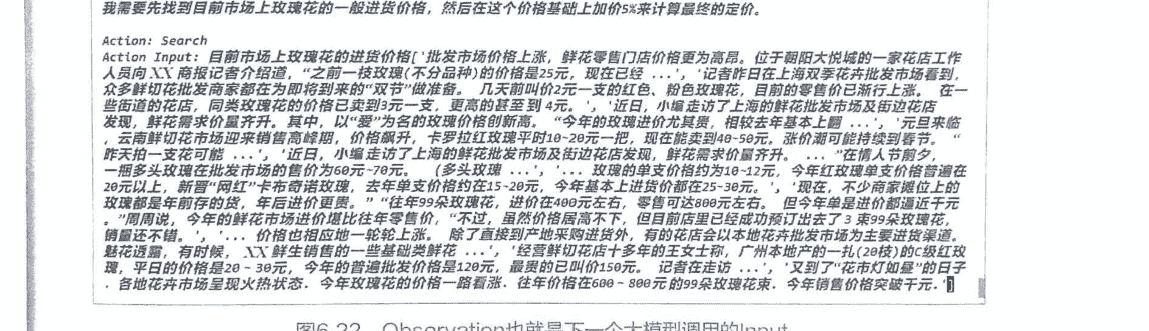 我需要先找到目前市场上玫瑰花的一般进货价格，然后在这个价格基础上加价5%来计算最终的定价。
Action: Search
Action Input: 目前市场上玫瑰花的进货价格['批发市场价格上涨，鲜花零售门店价格更为高昂。位于朝阳大悦城的一家花店工作
人员向 XX 商报记者介绍道，“之前一枝玫瑰(不分品种)的价格是25元，现在已经 ...', '记者昨日在上海双季花卉批发市场看到，
众多鲜切花批发商家都在为即将到来的“双节”做准备。 几天前叫价2元一支的红色、粉色玫瑰花，目前的零售价已渐行上涨。 在一
些街道的花店，同类玫瑰花的价格已卖到3元一支，更高的甚至到 4元。', '近日，小编走访了上海的鲜花批发市场及街边花店
发现，鲜花需求价量齐升。其中，以“爱”为名的玫瑰价格创新高。 “今年的玫瑰进价尤其贵，相较去年基本上翻 ...', '元旦来临
，云南鲜切花市场迎来销售高峰期，价格飙升，卡罗拉红玫瑰平时10~20元一把，现在能卖到40~50元。涨价潮可能持续到春节。 “
昨天拍一支花可能 ...', '近日，小编走访了上海的鲜花批发市场及街边花店发现，鲜花需求价量齐升。 ... ”在情人节前夕，
一捆多头玫瑰在批发市场的售价为60元~70元。 (多头玫瑰 ...', '... 玫瑰的单支价格约为10~12元，今年红玫瑰单支价格普遍在
20元以上，新晋“网红”卡布奇诺玫瑰，去年单支价格约在15~20元，今年基本上进货价都在25~30元。', '现在，不少商家摊位上的
玫瑰都是年前存的货，年后进价更贵。” “往年99朵玫瑰花，进价在400元左右，零售可达800元左右。 但今年单是进价都逼近千元
。”周周说，今年的鲜花市场进价堪比往年零售价，“不过，虽然价格居高不下，但目前店里已经成功预订出去了 3 束99朵玫瑰花，
销量还不错。', '... 价格也相应地一轮轮上涨。 除了直接到产地采购进货外，有的花店会以本地花卉批发市场为主要进货渠道。
魅花透露，有时候， XX 鲜生销售的一些基础类鲜花 ...', '经营鲜切花店十多年的王女士称，广州本地产的一扎(20枝)的C级红玫
瑰，平日的价格是20 ~ 30元，今年的普遍批发价格是120元，最贵的已叫价150元。 记者在走访 ...', '又到了“花市灯如昼”的日子
．各地花卉市场呈现火热状态．今年玫瑰花的价格一路看涨．往年价格在600 ~ 800 元的99朵玫瑰花束．今年销售价格突破千元．']
图6.22 Observation也就是下一个大模型调用的Input